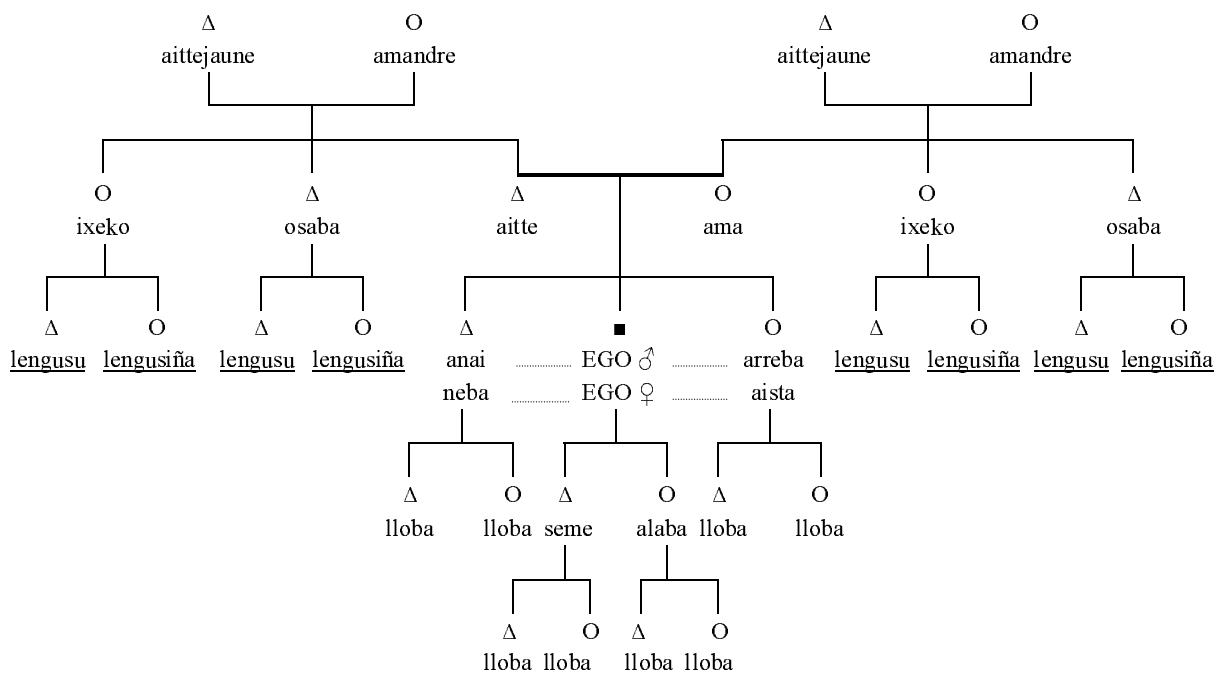 Δ O Δ O
aittejaune amandre aittejaune amandre
O Δ Δ O O Δ
ixeko osaba aitte ama ixeko osaba
Δ O Δ O Δ ■ O Δ O Δ O
lengusu lengusiña lengusu lengusiña anai EGO ♂ arreba lengusu lengusiña lengusu lengusiña
neba EGO ♀ aista
Δ O Δ O Δ O
lloba lloba seme alaba lloba lloba
Δ O Δ O
lloba lloba lloba lloba